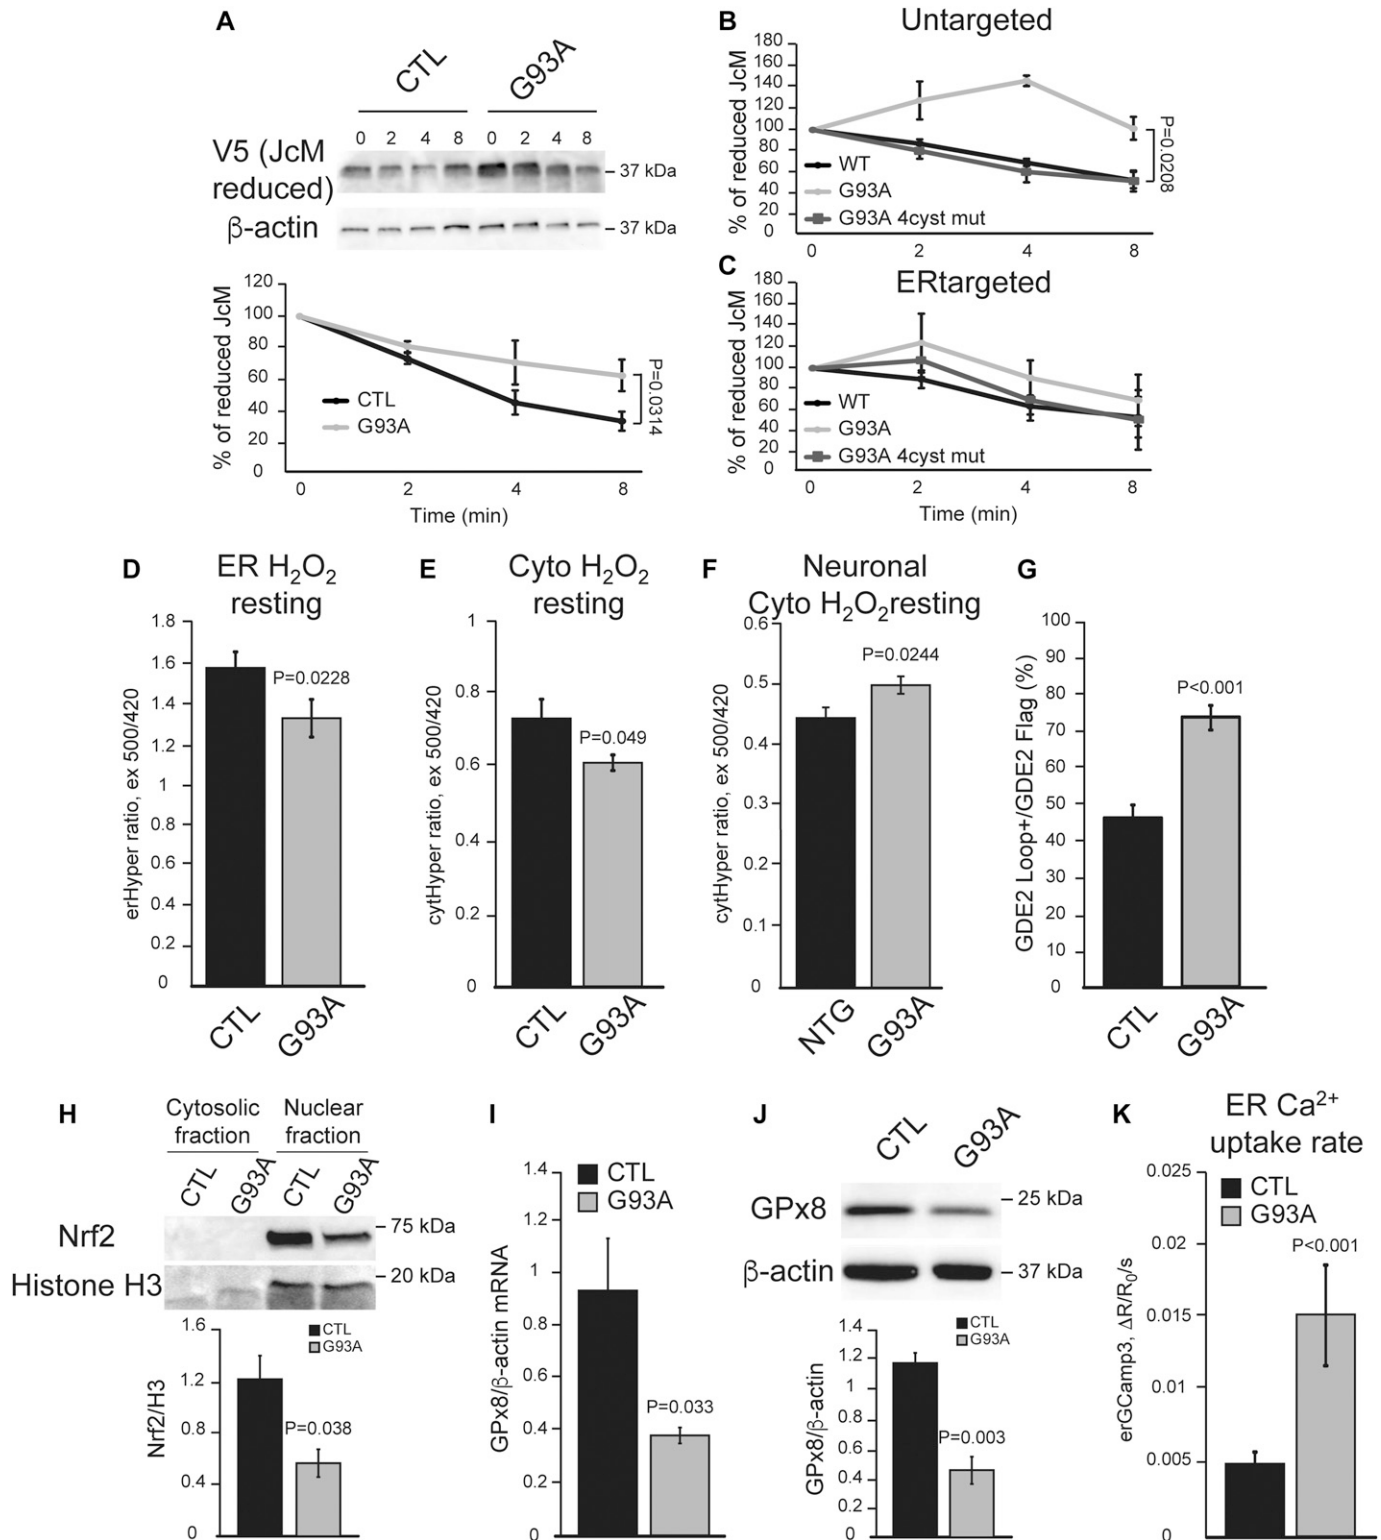 A
CTL
G93A
0 2 4 8 0 2 4 8
V5 (JcM
reduced)
– 37 kDa
β-actin
– 37 kDa
% of reduced JcM
120
100
80
60
40
20
0
CTL
G93A
P=0.0314
0 2 4 8
Time (min)
B
Untargeted
% of reduced JcM
180
160
140
120
100
80
60
40
20
0
WT
G93A
G93A 4cyst mut
P=0.0208
0 2 4 8
C
ERtargeted
% of reduced JcM
180
160
140
120
100
80
60
40
20
0
WT
G93A
G93A 4cyst mut
0 2 4 8
Time (min)
D
ER H₂O₂
resting
erHyper ratio, ex 500/420
1.8
1.6
1.4
1.2
1
0.8
0.6
0.4
0.2
0
P=0.0228
CTL
G93A
E
Cyto H₂O₂
resting
cytHyper ratio, ex 500/420
1
0.8
0.6
0.4
0.2
0
P=0.049
CTL
G93A
F
Neuronal
Cyto H₂O₂resting
cytHyper ratio, ex 500/420
0.6
0.5
0.4
0.3
0.2
0.1
0
P=0.0244
NTG
G93A
G
GDE2 Loop+/GDE2 Flag (%)
100
90
80
70
60
50
40
30
20
10
0
P<0.001
CTL
G93A
H
Cytosolic
fraction
Nuclear
fraction
CTL
G93A
CTL
G93A
Nrf2
– 75 kDa
Histone H3
– 20 kDa
Nrf2/H3
1.6
1.2
0.8
0.4
0
CTL
G93A
P=0.038
I
GPx8/β-actin mRNA
1.4
1.2
1
0.8
0.6
0.4
0.2
0
CTL
G93A
P=0.033
J
CTL
G93A
GPx8
– 25 kDa
β-actin
– 37 kDa
GPx8/β-actin
1.4
1.2
1
0.8
0.6
0.4
0.2
0
CTL
G93A
P=0.003
K
ER Ca²⁺
uptake rate
erGCamp3, ΔR/R₀/s
0.025
0.02
0.015
0.01
0.005
0
CTL
G93A
P<0.001